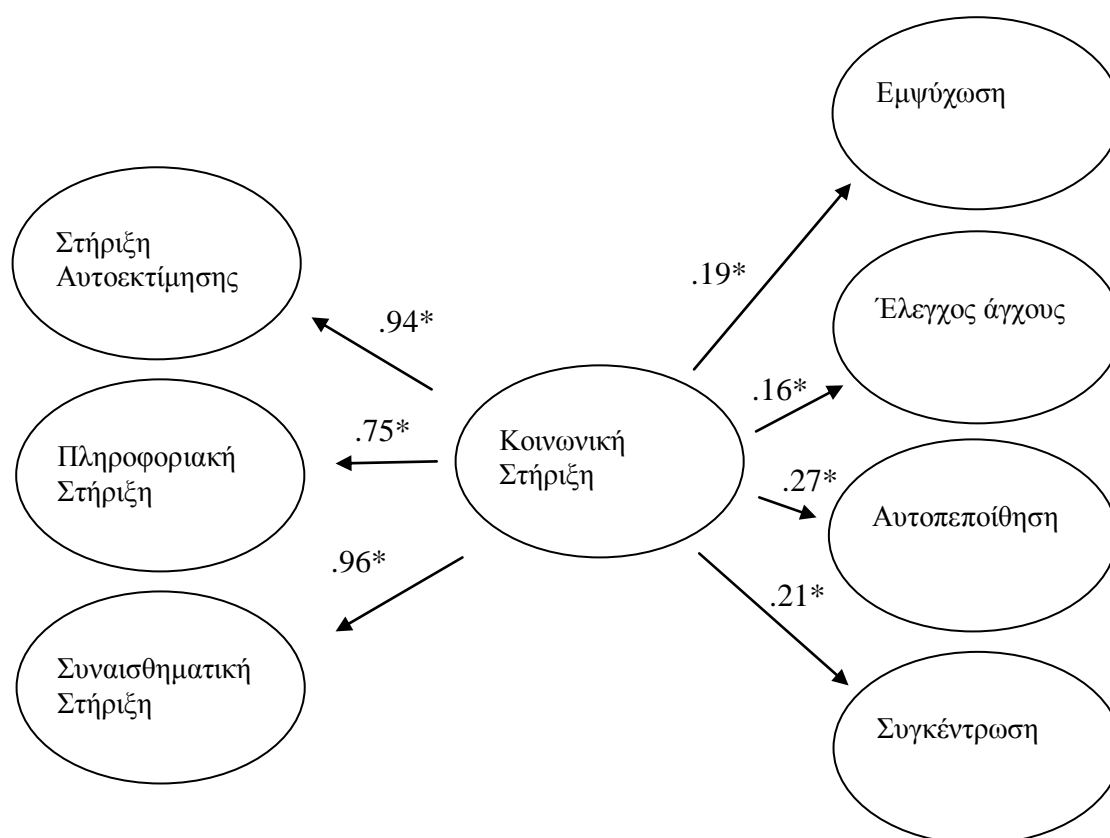 Εμψύχωση
Στήριξη
Αυτοεκτίμησης
.19*
Έλεγχος άγχους
.94*
.16*
Πληροφοριακή
Στήριξη
.75*
Κοινωνική
Στήριξη
.27*
Αυτοπεποίθηση
.96*
.21*
Συναισθηματική
Στήριξη
Συγκέντρωση